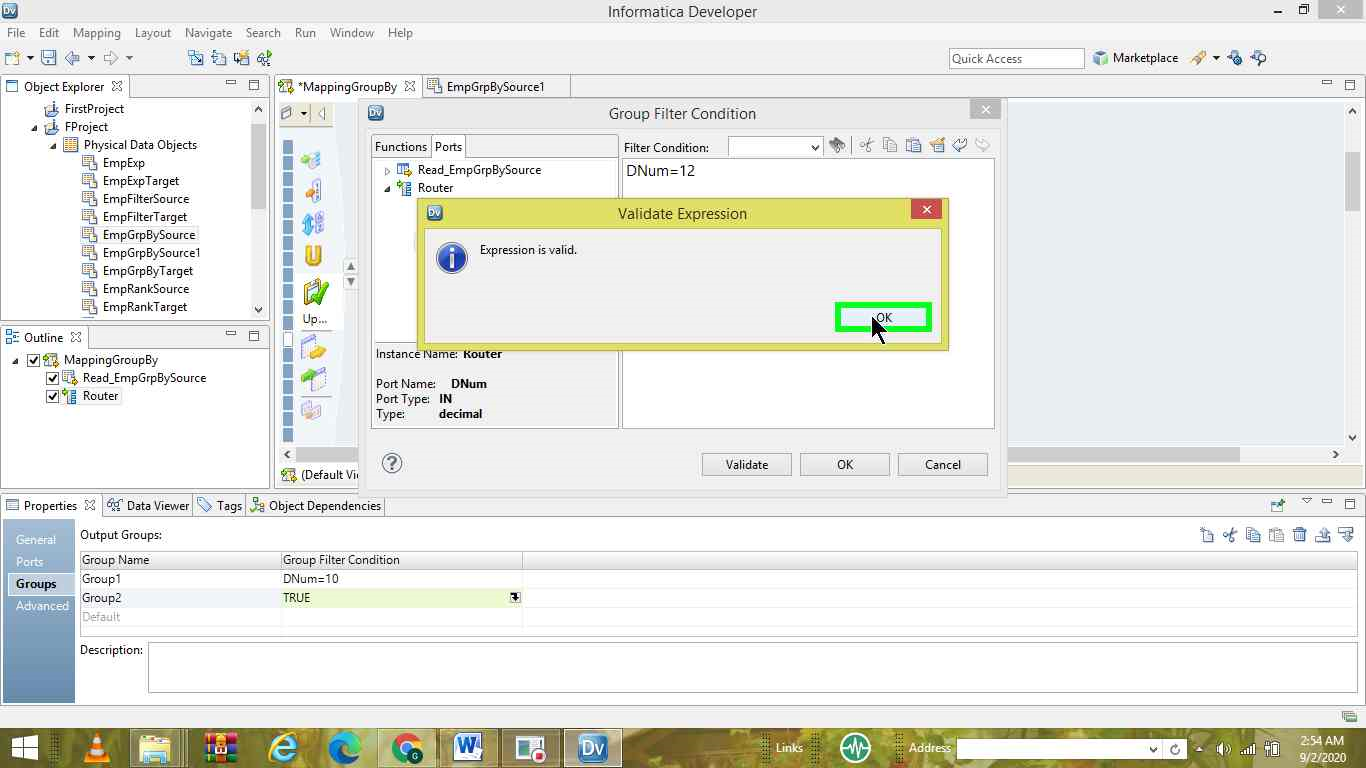 Informatica Developer
File Edit Mapping Layout Navigate Search Run Window Help
Quick Access
Marketplace
Object Explorer
FirstProject
FProject
Physical Data Objects
EmpExp
EmpExpTarget
EmpFilterSource
EmpFilterTarget
EmpGrpBySource
EmpGrpBySource1
EmpGrpByTarget
EmpRankSource
EmpRankTarget
Outline
MappingGroupBy
Read_EmpGrpBySource
Router
*MappingGroupBy
EmpGrpBySource1
Up...
(Default Vi
Group Filter Condition
Functions Ports
Filter Condition:
Read_EmpGrpBySource
Router
DNum=12
Validate Expression
Expression is valid.
OK
Instance Name: Router
Port Name: DNum
Port Type: IN
Type: decimal
Validate OK Cancel
Properties Data Viewer Tags Object Dependencies
General
Ports
Groups
Advanced
Output Groups:
Group Name Group Filter Condition
Group1 DNum=10
Group2 TRUE
Default
Description:
Links
Address
2:54 AM
9/2/2020